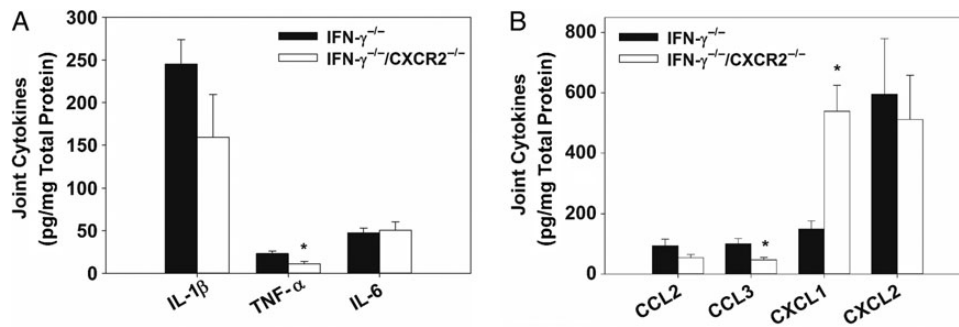 A
Joint Cytokines
(pg/mg Total Protein)
300
250
200
150
100
50
0
IFN-γ⁻/⁻
IFN-γ⁻/⁻/CXCR2⁻/⁻
*
IL-1β
TNF-α
IL-6
B
Joint Cytokines
(pg/mg Total Protein)
800
600
400
200
0
IFN-γ⁻/⁻
IFN-γ⁻/⁻/CXCR2⁻/⁻
*
*
CCL2
CCL3
CXCL1
CXCL2